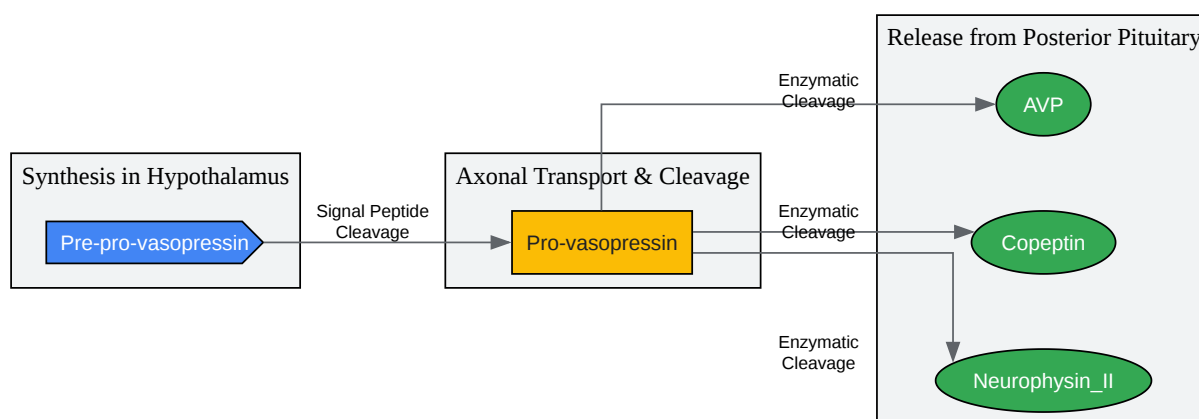 Release from Posterior Pituitary
Enzymatic
Cleavage
AVP
Synthesis in Hypothalamus
Axonal Transport & Cleavage
Signal Peptide
Cleavage
Enzymatic
Cleavage
Pre-pro-vasopressin
Pro-vasopressin
Copeptin
Enzymatic
Cleavage
Neurophysin_II